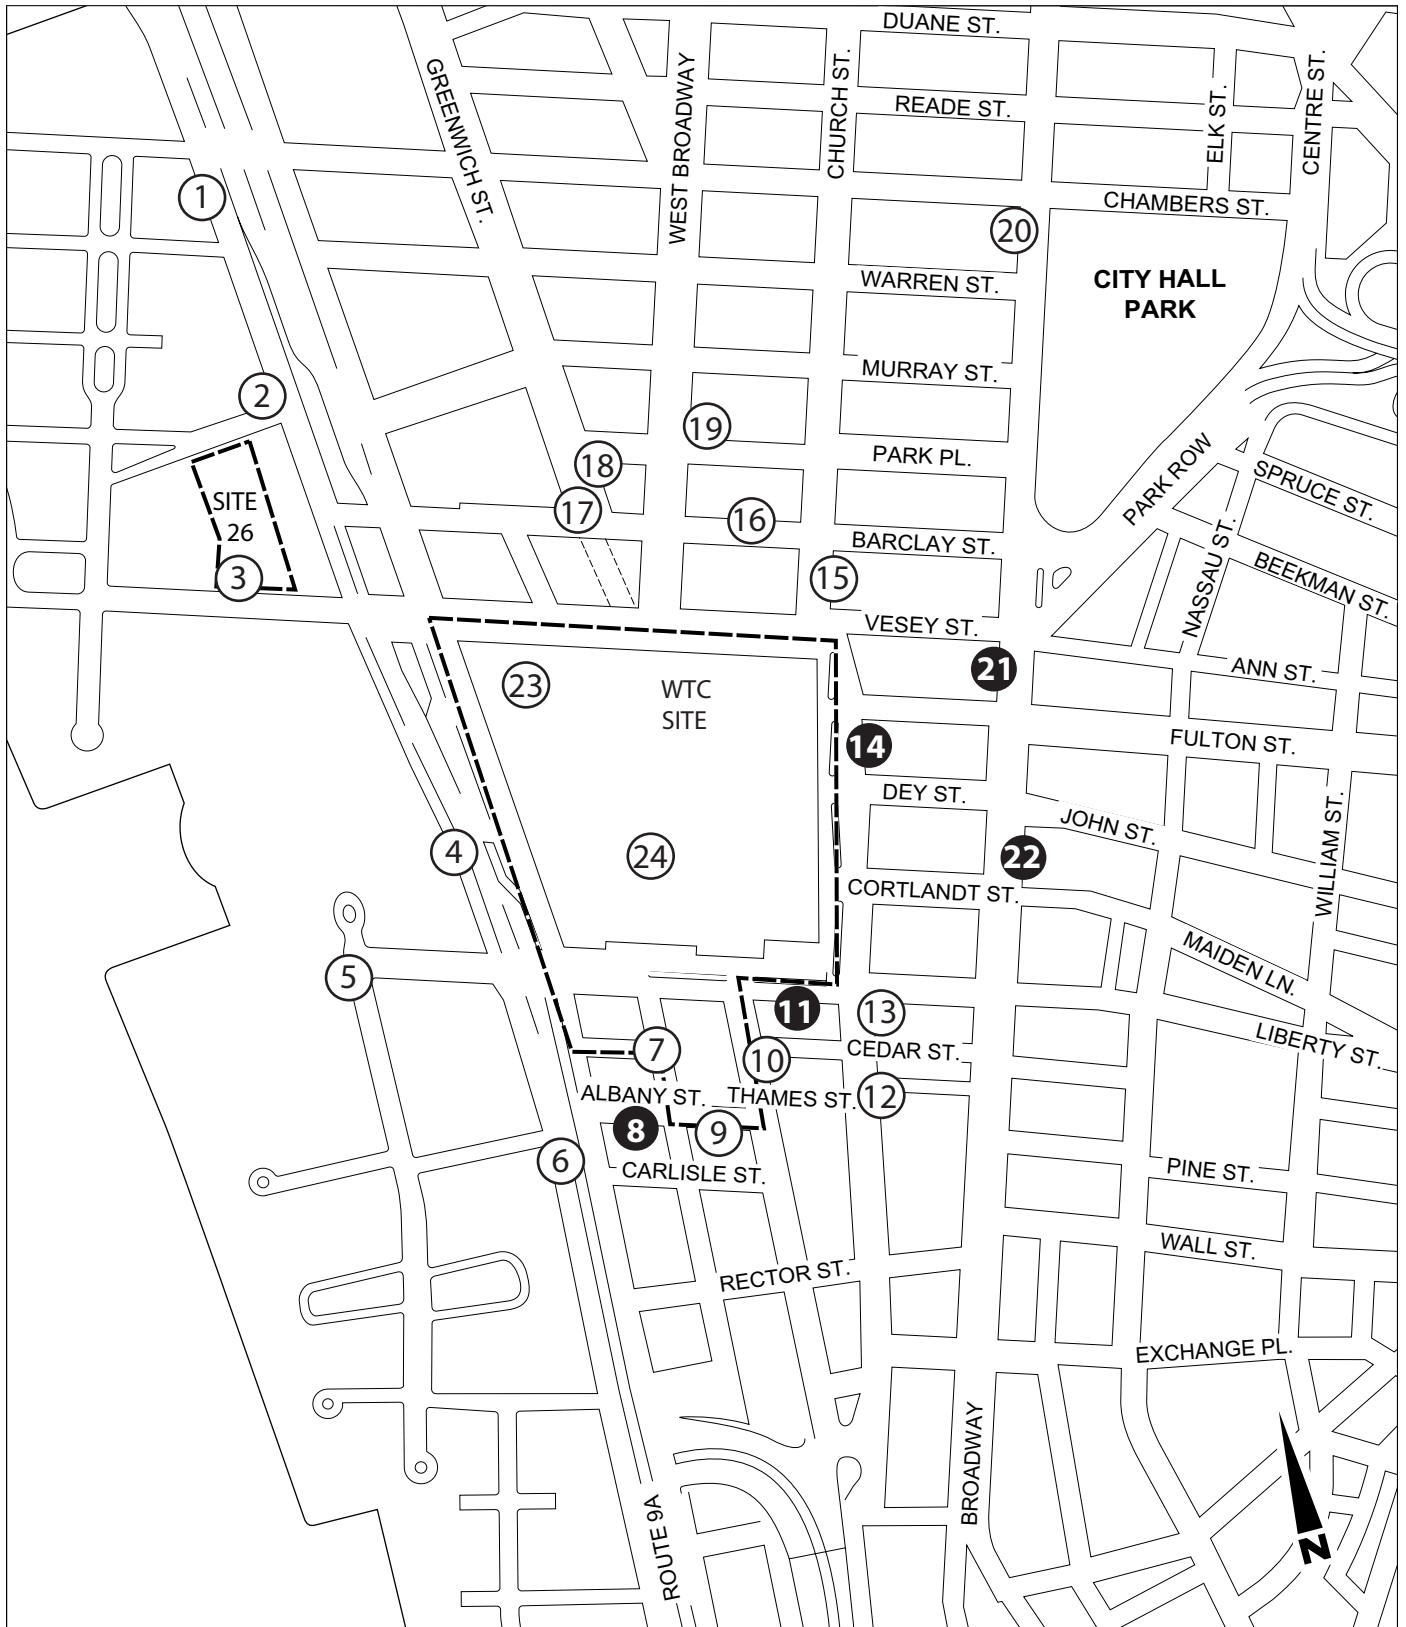 DUANE ST.
GREENWICH ST.
WEST BROADWAY
CHURCH ST.
READE ST.
ELK ST.
CENTRE ST.
1
CHAMBERS ST.
20
WARREN ST.
CITY HALL
PARK
MURRAY ST.
2
19
PARK PL.
PARK ROW
18
SPRUCE ST.
SITE
26
17
16
BARCLAY ST.
NASSAU ST.
BEEKMAN ST.
3
15
VESEY ST.
21
ANN ST.
23
WTC
SITE
14
FULTON ST.
DEY ST.
JOHN ST.
WILLIAM ST.
4
24
22
CORTLANDT ST.
MAIDEN LN.
5
11
13
LIBERTY ST.
7
10
CEDAR ST.
ALBANY ST.
THAMES ST.
12
8
9
6
CARLISLE ST.
PINE ST.
WALL ST.
RECTOR ST.
EXCHANGE PL.
BROADWAY
ROUTE 9A
N